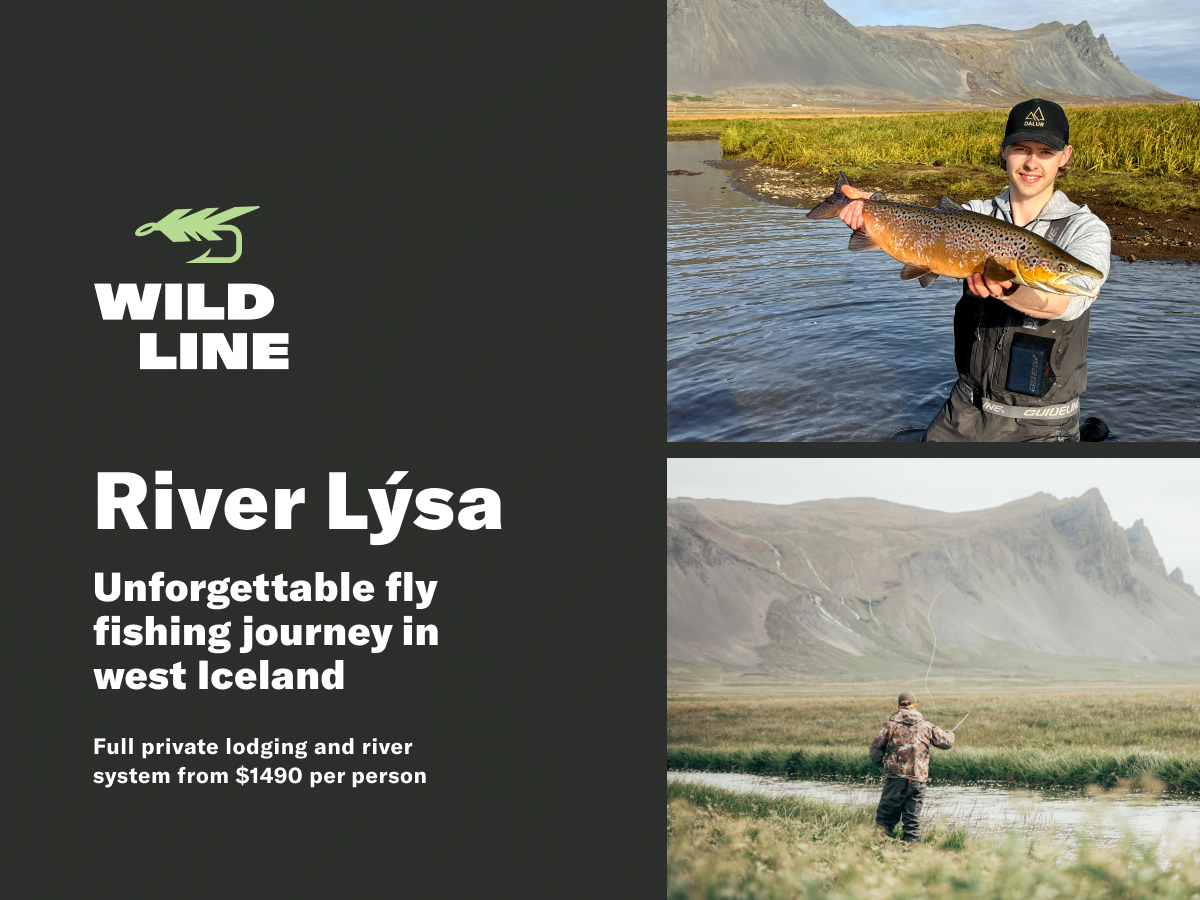 WILD
LINE
River Lýsa
Unforgettable fly
fishing journey in
west Iceland
Full private lodging and river
system from $1490 per person
DALUR
GUIDELIN